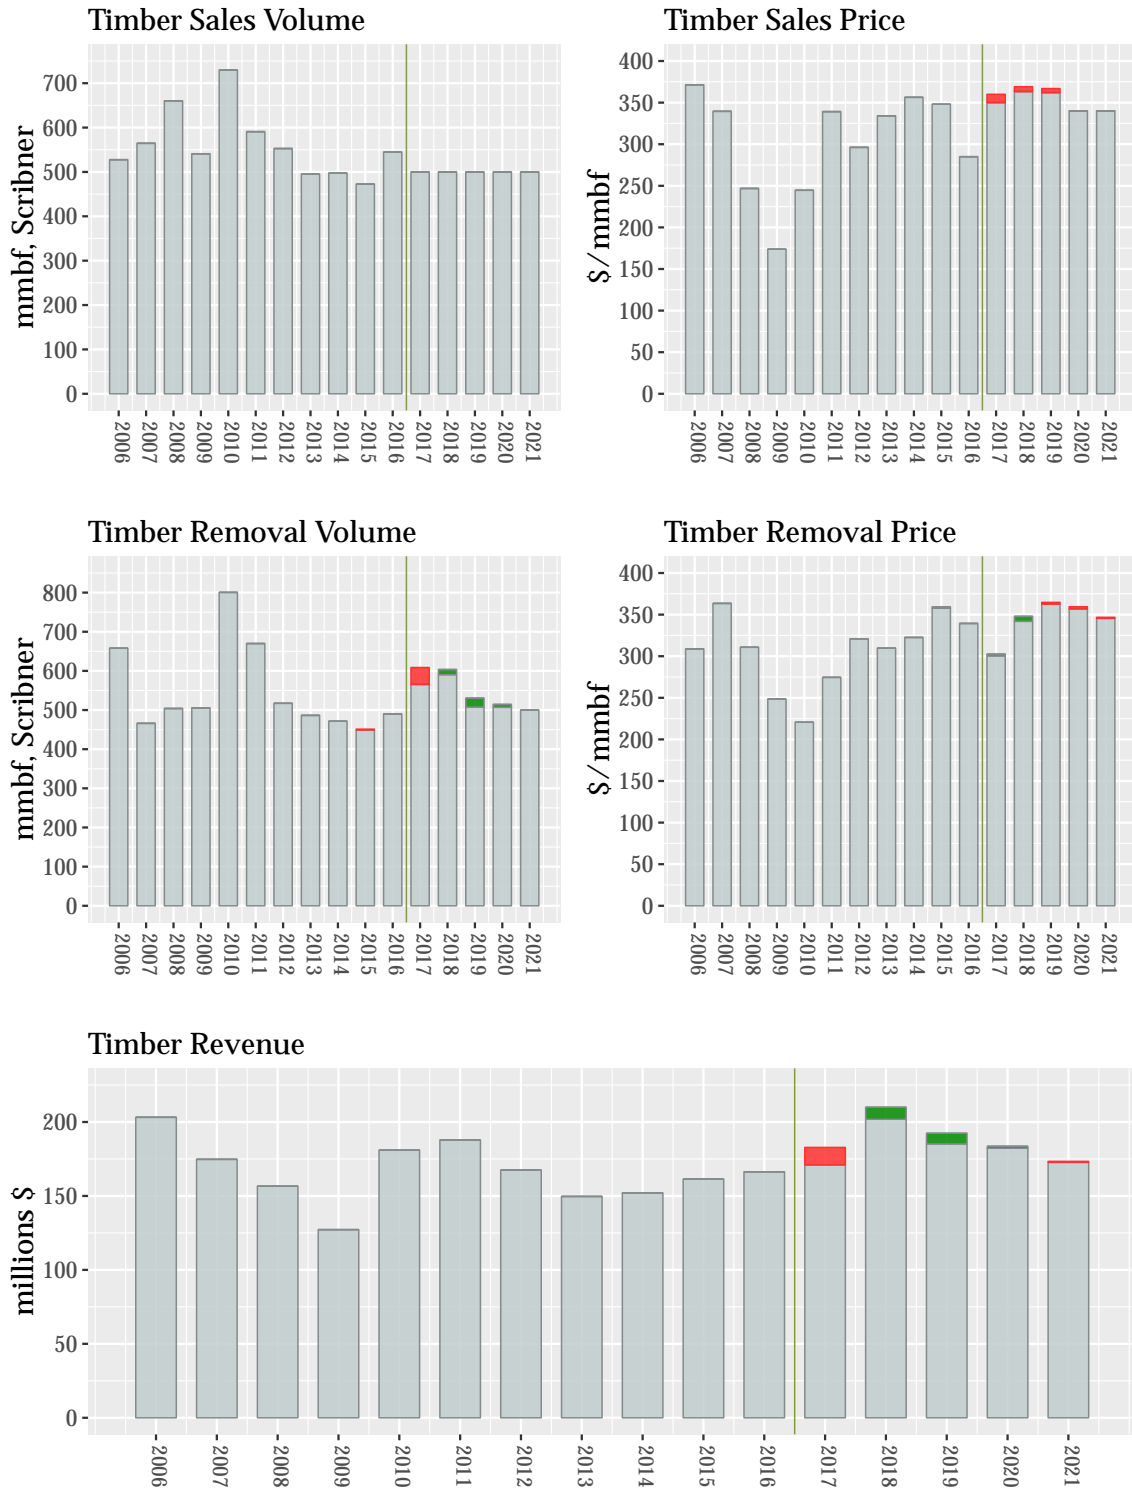 Timber Sales Volume
mmbf, Scribner
700
600
500
400
300
200
100
0
2006 2007 2008 2009 2010 2011 2012 2013 2014 2015 2016 2017 2018 2019 2020 2021
Timber Sales Price
$/mmbf
400
350
300
250
200
150
100
50
0
2006 2007 2008 2009 2010 2011 2012 2013 2014 2015 2016 2017 2018 2019 2020 2021
Timber Removal Volume
mmbf, Scribner
800
700
600
500
400
300
200
100
0
2006 2007 2008 2009 2010 2011 2012 2013 2014 2015 2016 2017 2018 2019 2020 2021
Timber Removal Price
$/mmbf
400
350
300
250
200
150
100
50
0
2006 2007 2008 2009 2010 2011 2012 2013 2014 2015 2016 2017 2018 2019 2020 2021
Timber Revenue
millions $
200
150
100
50
0
2006 2007 2008 2009 2010 2011 2012 2013 2014 2015 2016 2017 2018 2019 2020 2021